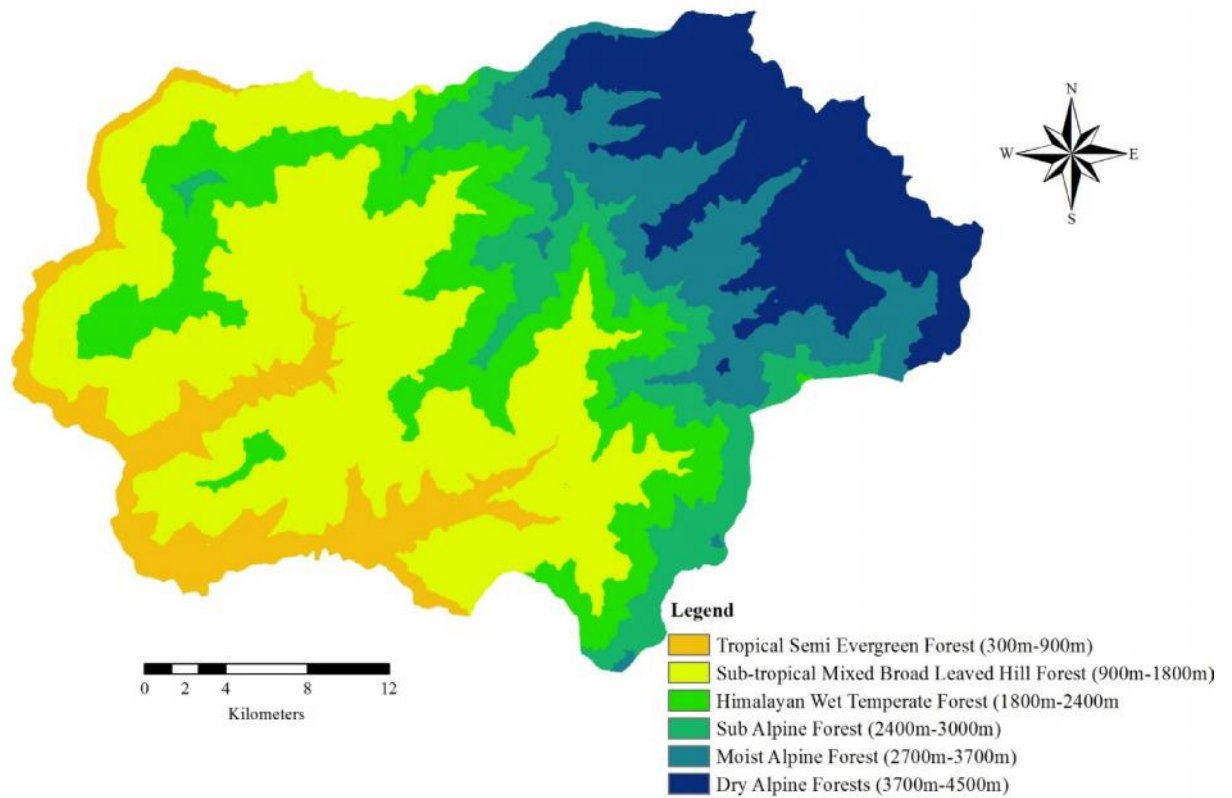 N
W
E
S
Legend
Tropical Semi Evergreen Forest (300m-900m)
Sub-tropical Mixed Broad Leaved Hill Forest (900m-1800m)
Himalayan Wet Temperate Forest (1800m-2400m
Sub Alpine Forest (2400m-3000m)
Moist Alpine Forest (2700m-3700m)
Dry Alpine Forests (3700m-4500m)
0 2 4 8 12
Kilometers